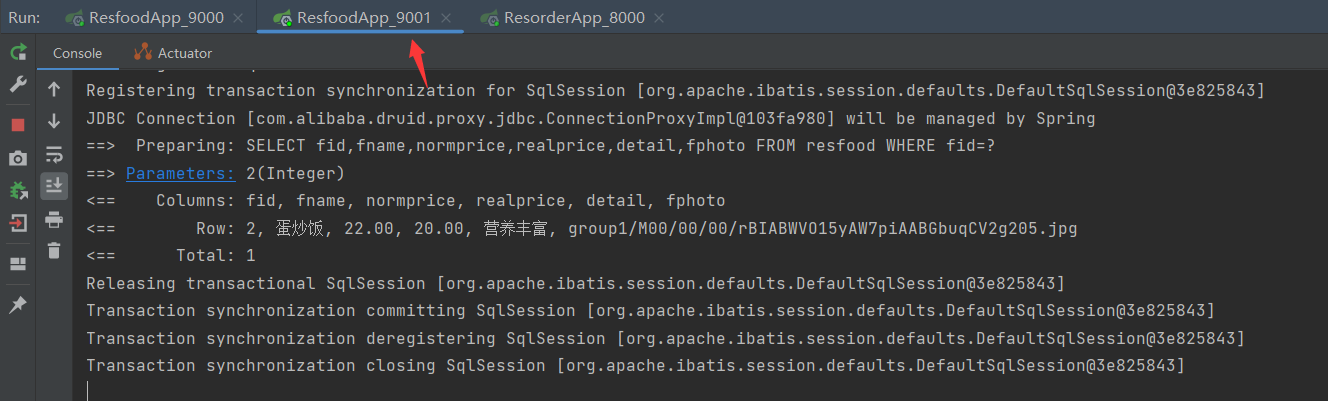 Run: ResfoodApp_9000 × ResfoodApp_9001 × ResorderApp_8000 ×
Console Actuator
Registering transaction synchronization for SqlSession [org.apache.ibatis.session.defaults.DefaultSqlSession@3e825843]
JDBC Connection [com.alibaba.druid.proxy.jdbc.ConnectionProxyImpl@103fa980] will be managed by Spring
==>  Preparing: SELECT fid,fname,normprice,realprice,detail,fphoto FROM resfood WHERE fid=?
==> Parameters: 2(Integer)
<==    Columns: fid, fname, normprice, realprice, detail, fphoto
<==        Row: 2, 蛋炒饭, 22.00, 20.00, 营养丰富, group1/M00/00/00/rBIABWVO15yAW7piAABGbuqCV2g205.jpg
<==      Total: 1
Releasing transactional SqlSession [org.apache.ibatis.session.defaults.DefaultSqlSession@3e825843]
Transaction synchronization committing SqlSession [org.apache.ibatis.session.defaults.DefaultSqlSession@3e825843]
Transaction synchronization deregistering SqlSession [org.apache.ibatis.session.defaults.DefaultSqlSession@3e825843]
Transaction synchronization closing SqlSession [org.apache.ibatis.session.defaults.DefaultSqlSession@3e825843]